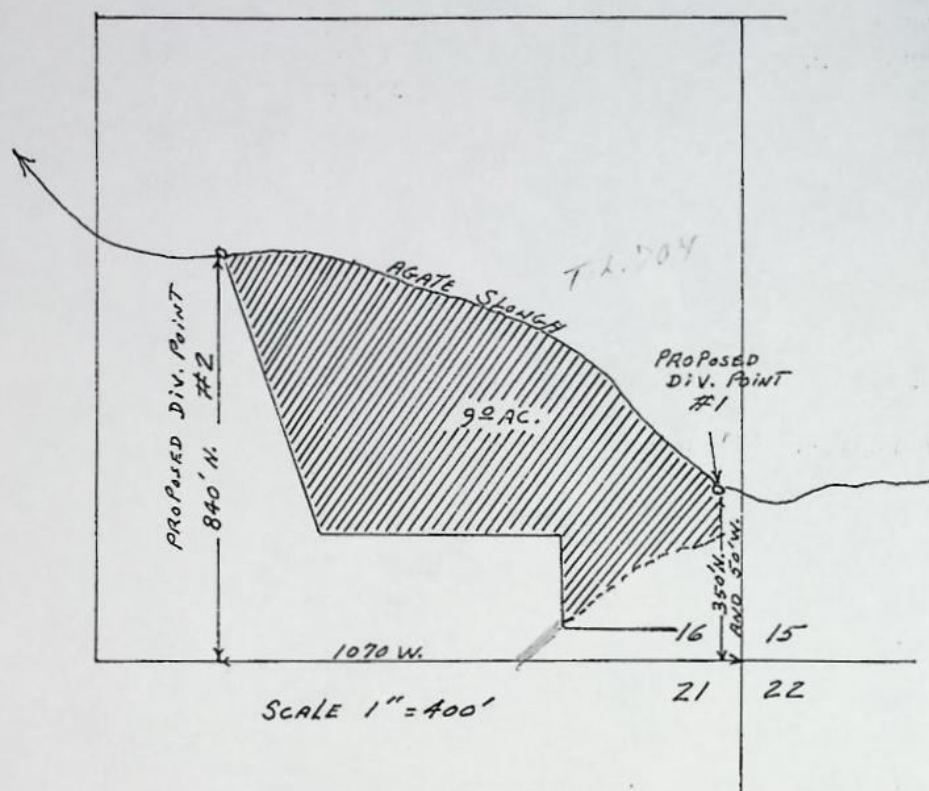 T.L. 704
AGATE SLOUGH
PROPOSED
DIV. POINT
#1
PROPOSED DIV. POINT
#2
840' N.
9.0 AC.
350' N.
AND 50' W.
16 15
1070 W.
21 22
SCALE 1" = 400'